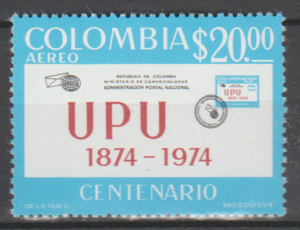 COLOMBIA $20.00
AEREO
REPUBLICA DE COLOMBIA
MINISTERIO DE COMUNICACIONES
ADMINISTRACION POSTAL NACIONAL
UPU
UPU
1874-1974
1874-1974
CENTENARIO
DE LA RUE C. MOSDÓSSY